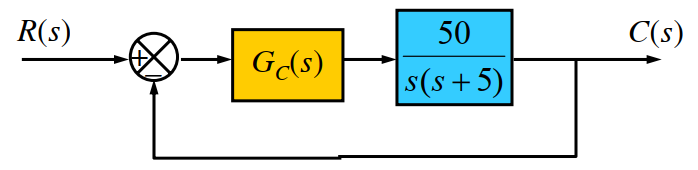 R(s)
+
−
G_C(s)
50
s(s + 5)
C(s)